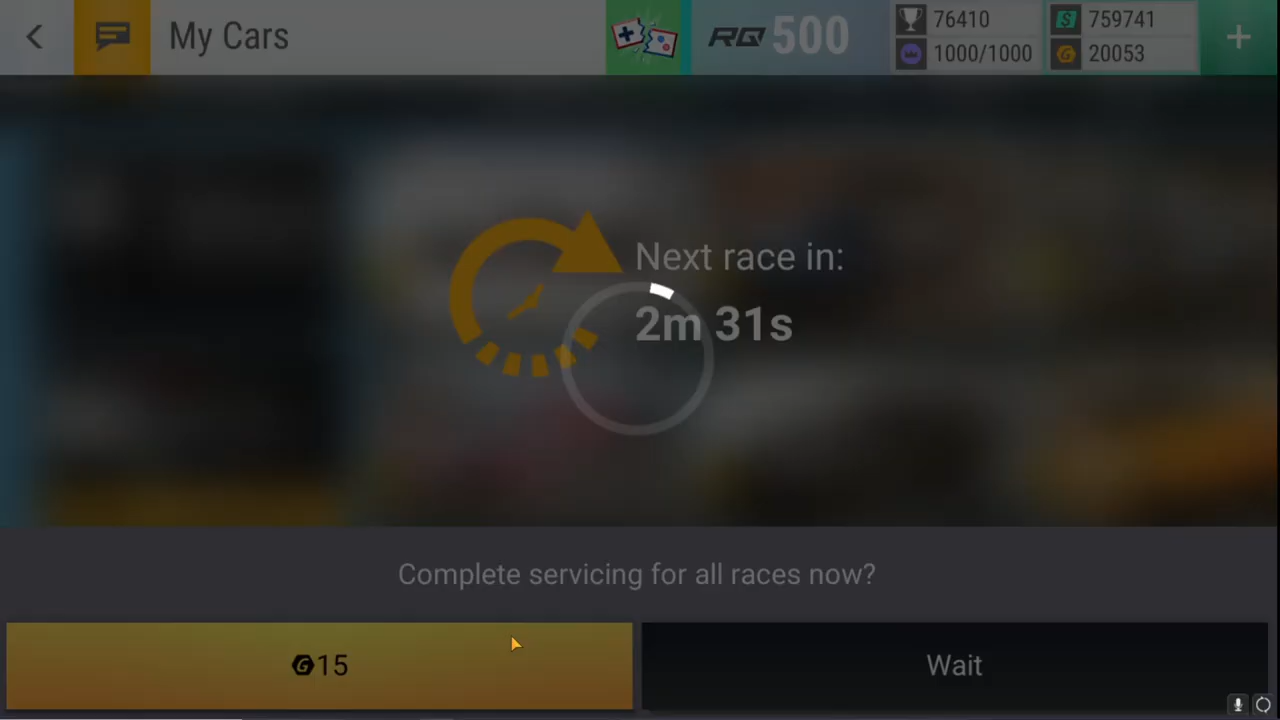 My Cars
RQ 500
76410
1000/1000
759741
20053
+
Next race in:
2m 31s
Complete servicing for all races now?
15
Wait